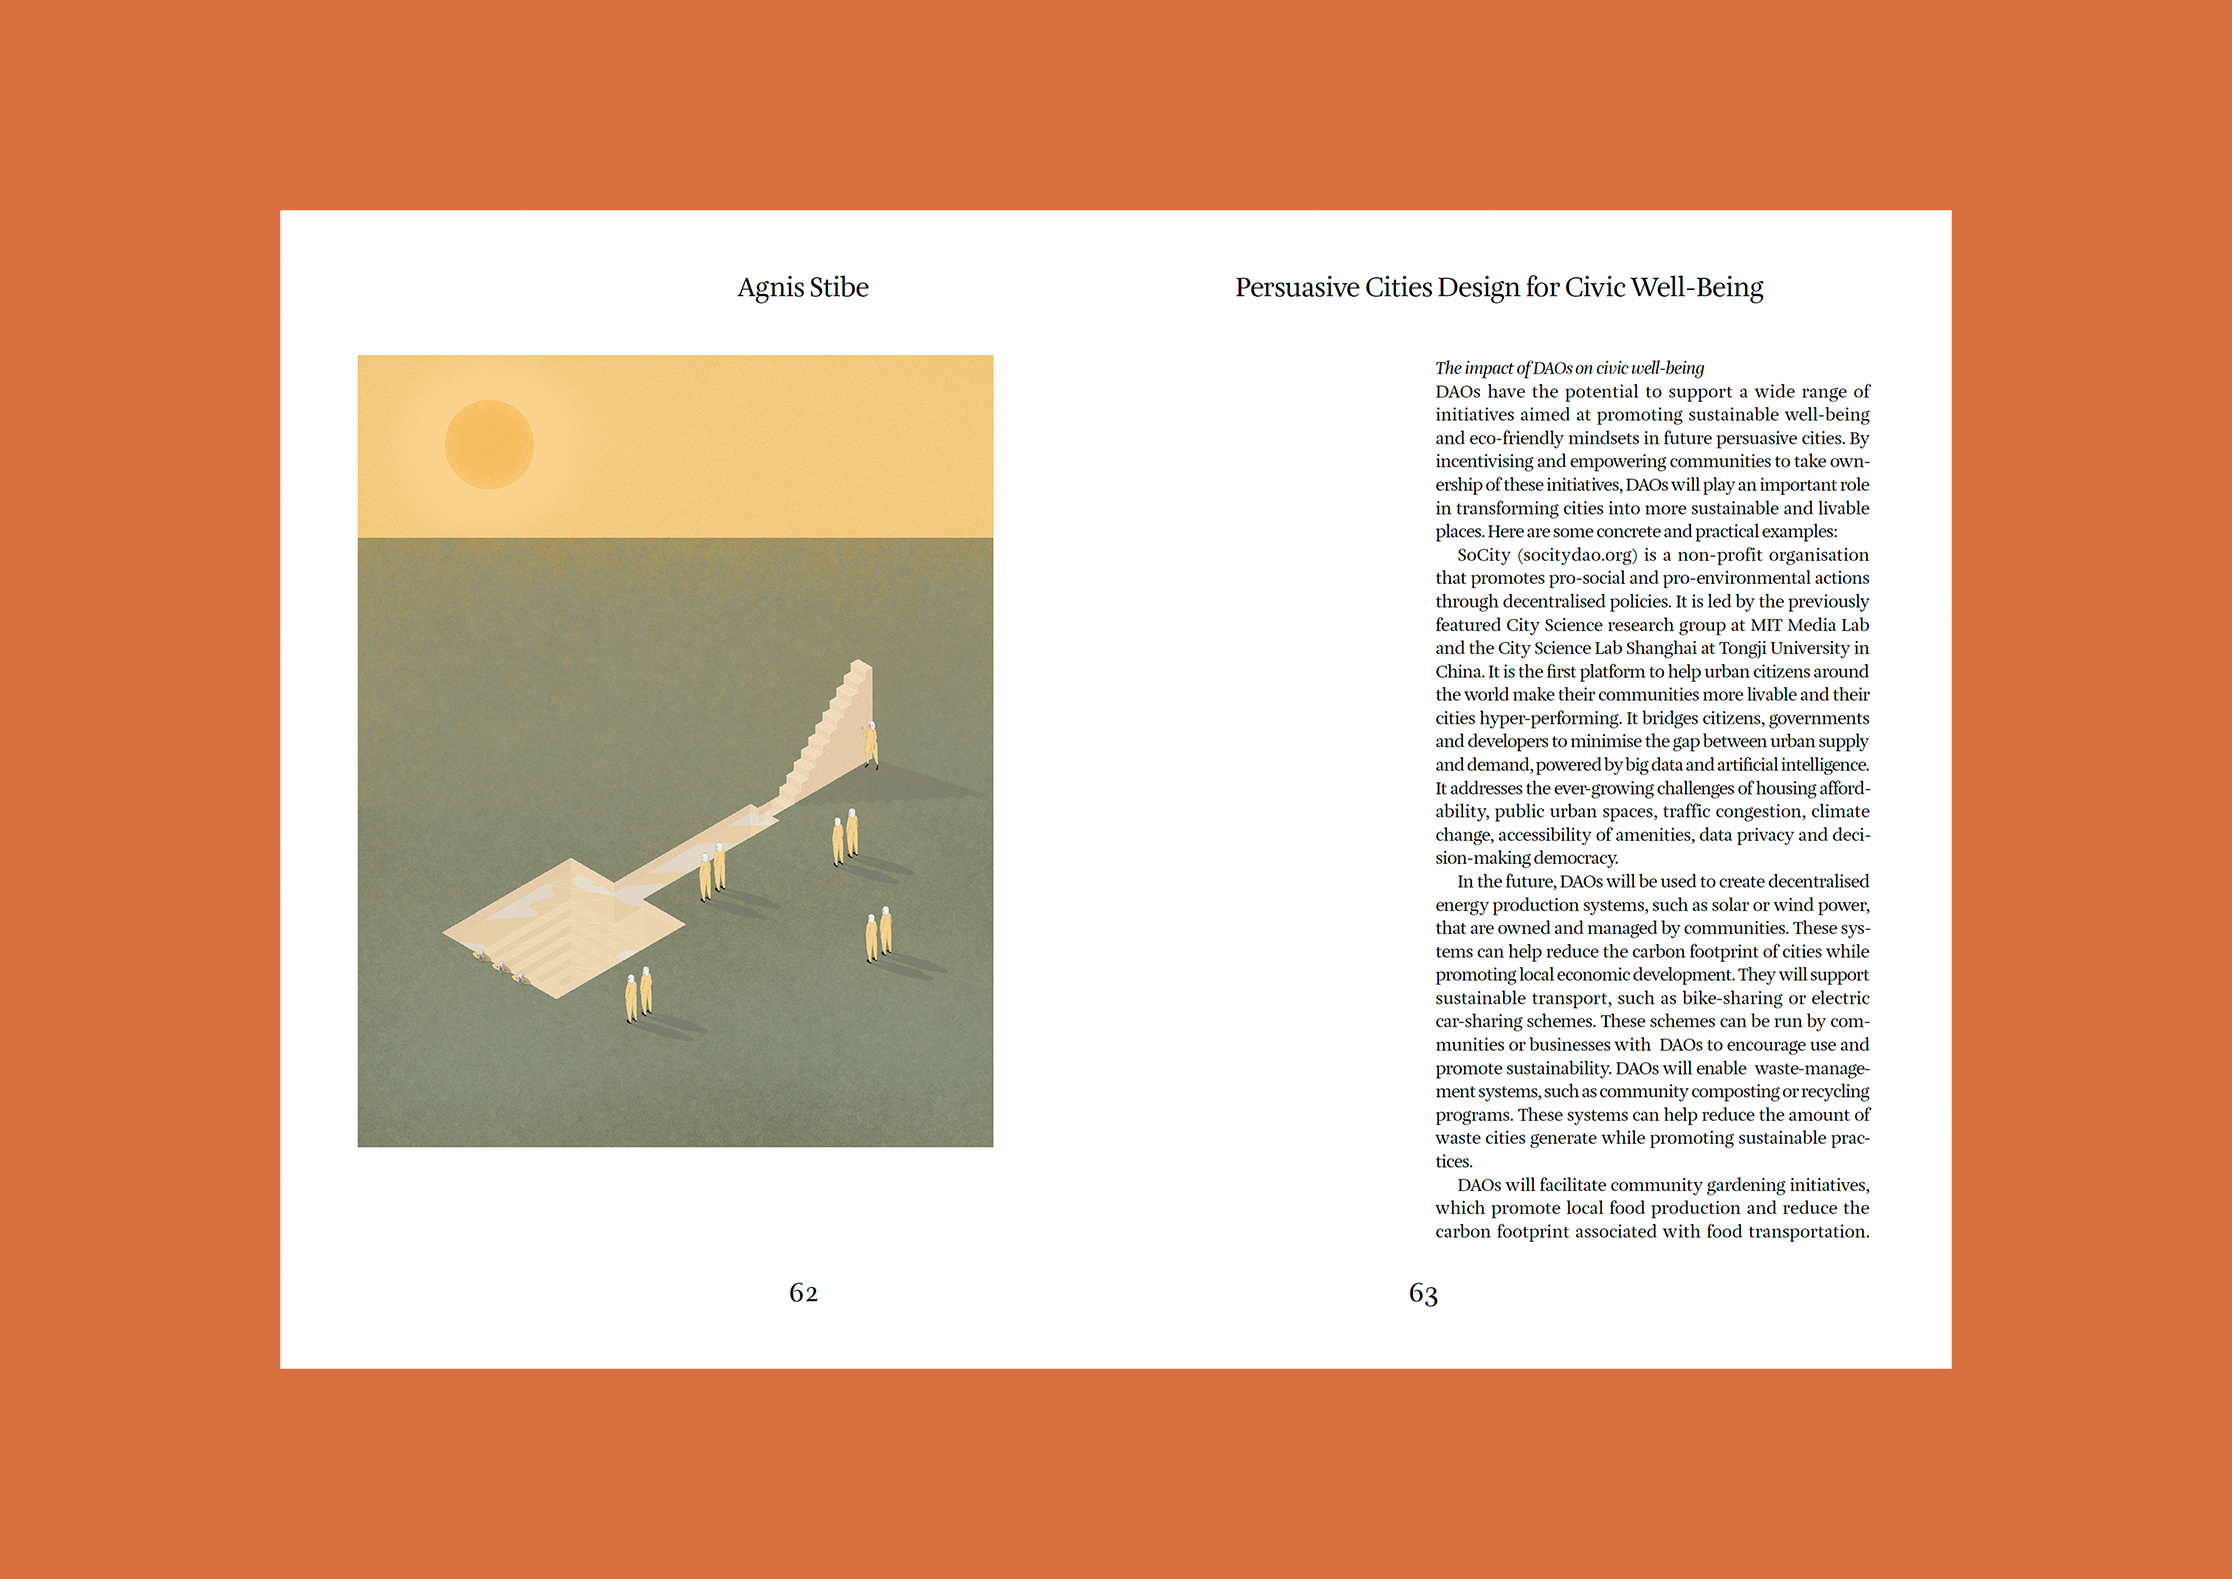 Agnis Stibe
Persuasive Cities Design for Civic Well-Being
The impact of DAOs on civic well-being
DAOs have the potential to support a wide range of
initiatives aimed at promoting sustainable well-being
and eco-friendly mindsets in future persuasive cities. By
incentivising and empowering communities to take own-
ership of these initiatives, DAOs will play an important role
in transforming cities into more sustainable and livable
places. Here are some concrete and practical examples:
SoCity (socitydao.org) is a non-profit organisation
that promotes pro-social and pro-environmental actions
through decentralised policies. It is led by the previously
featured City Science research group at MIT Media Lab
and the City Science Lab Shanghai at Tongji University in
China. It is the first platform to help urban citizens around
the world make their communities more livable and their
cities hyper-performing. It bridges citizens, governments
and developers to minimise the gap between urban supply
and demand, powered by big data and artificial intelligence.
It addresses the ever-growing challenges of housing afford-
ability, public urban spaces, traffic congestion, climate
change, accessibility of amenities, data privacy and deci-
sion-making democracy.
In the future, DAOs will be used to create decentralised
energy production systems, such as solar or wind power,
that are owned and managed by communities. These sys-
tems can help reduce the carbon footprint of cities while
promoting local economic development. They will support
sustainable transport, such as bike-sharing or electric
car-sharing schemes. These schemes can be run by com-
munities or businesses with DAOs to encourage use and
promote sustainability. DAOs will enable waste-manage-
ment systems, such as community composting or recycling
programs. These systems can help reduce the amount of
waste cities generate while promoting sustainable prac-
tices.
DAOs will facilitate community gardening initiatives,
which promote local food production and reduce the
carbon footprint associated with food transportation.
62
63